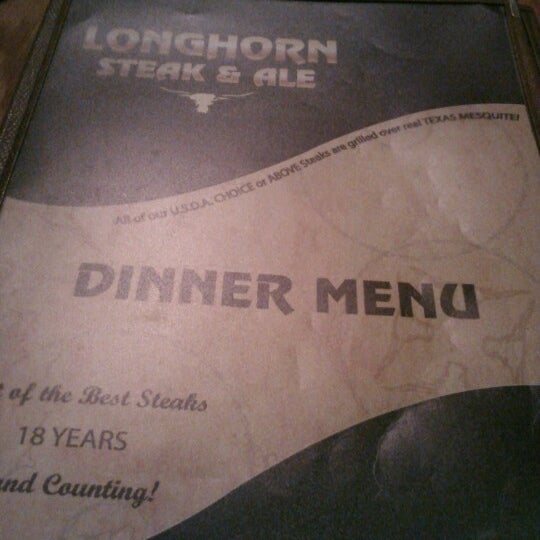 LONGHORN
STEAK & ALE
All of our U.S.D.A. CHOICE or ABOVE Steaks are grilled over real TEXAS MESQUITE!
DINNER MENU
of the Best Steaks
18 YEARS
and Counting!